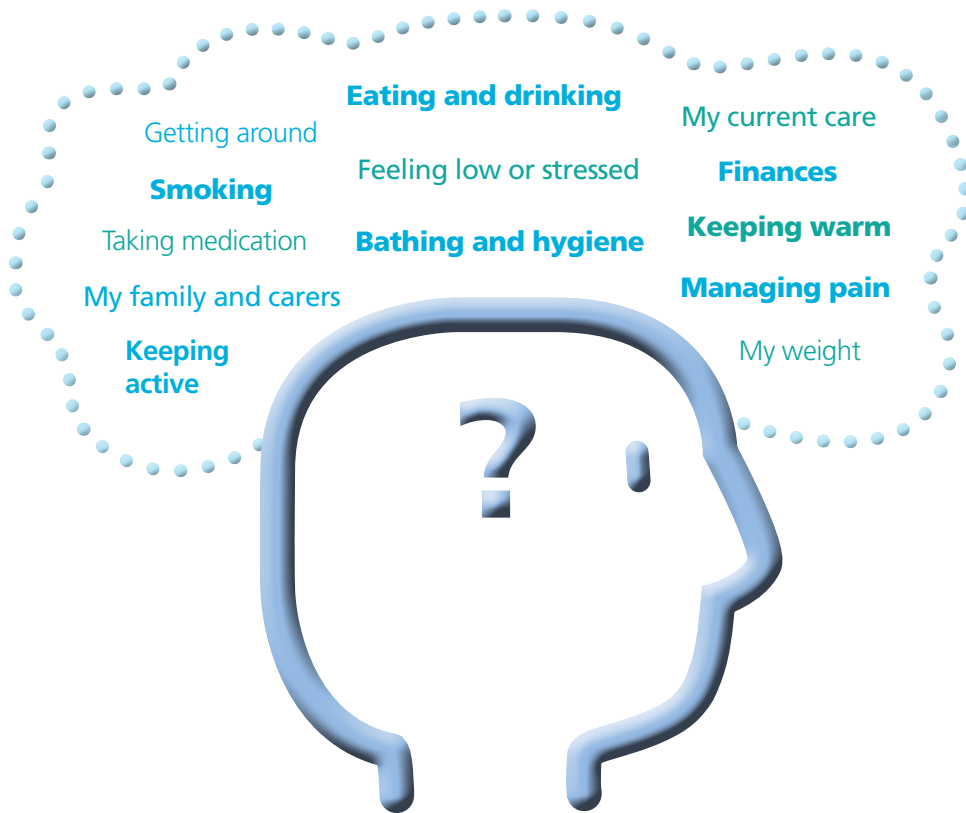 Eating and drinking
Getting around
My current care
Feeling low or stressed
Smoking
Finances
Taking medication
Bathing and hygiene
Keeping warm
My family and carers
Managing pain
Keeping
active
My weight
?